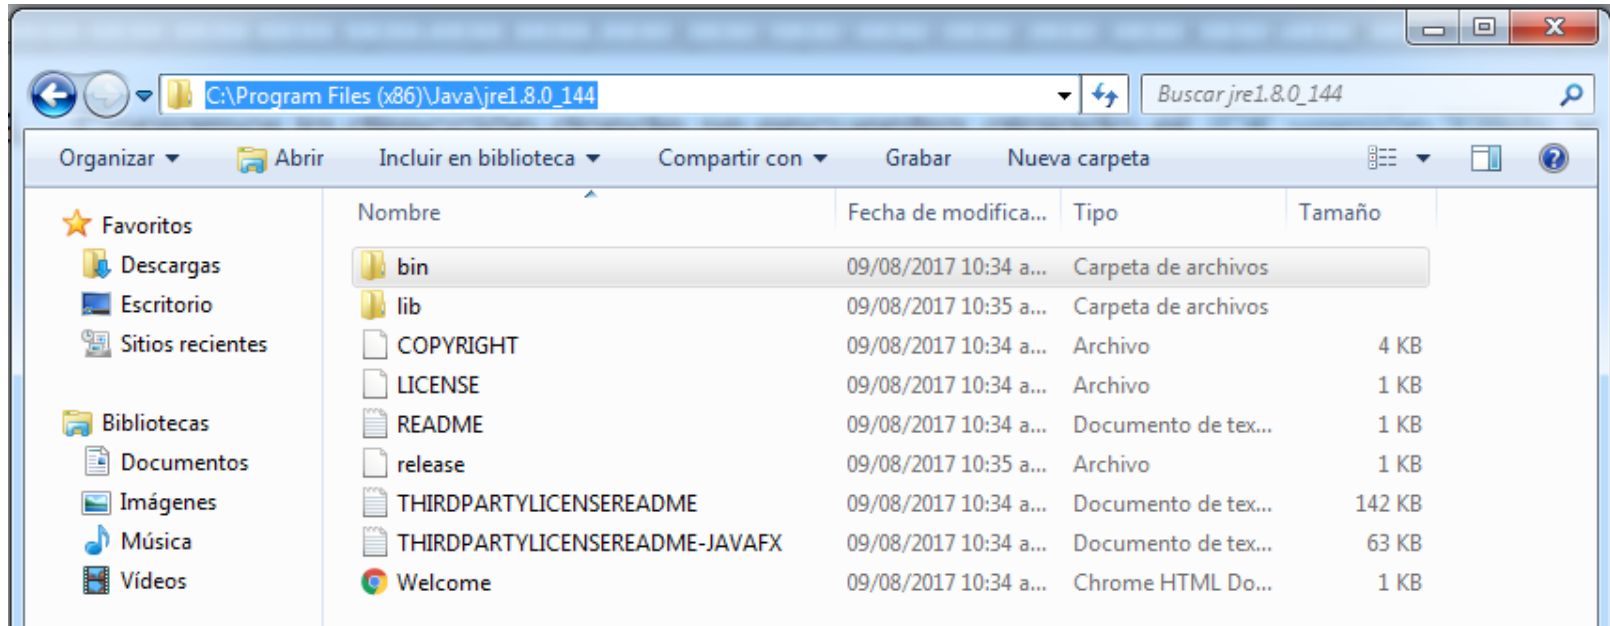 C:\Program Files (x86)\Java\jre1.8.0_144
Buscar jre1.8.0_144
Organizar Abrir Incluir en biblioteca Compartir con Grabar Nueva carpeta
Nombre Fecha de modifica... Tipo Tamaño
Favoritos
Descargas
Escritorio
Sitios recientes
Bibliotecas
Documentos
Imágenes
Música
Vídeos
bin 09/08/2017 10:34 a... Carpeta de archivos
lib 09/08/2017 10:35 a... Carpeta de archivos
COPYRIGHT 09/08/2017 10:34 a... Archivo 4 KB
LICENSE 09/08/2017 10:34 a... Archivo 1 KB
README 09/08/2017 10:34 a... Documento de tex... 1 KB
release 09/08/2017 10:35 a... Archivo 1 KB
THIRDPARTYLICENSEREADME 09/08/2017 10:34 a... Documento de tex... 142 KB
THIRDPARTYLICENSEREADME-JAVAFX 09/08/2017 10:34 a... Documento de tex... 63 KB
Welcome 09/08/2017 10:34 a... Chrome HTML Do... 1 KB